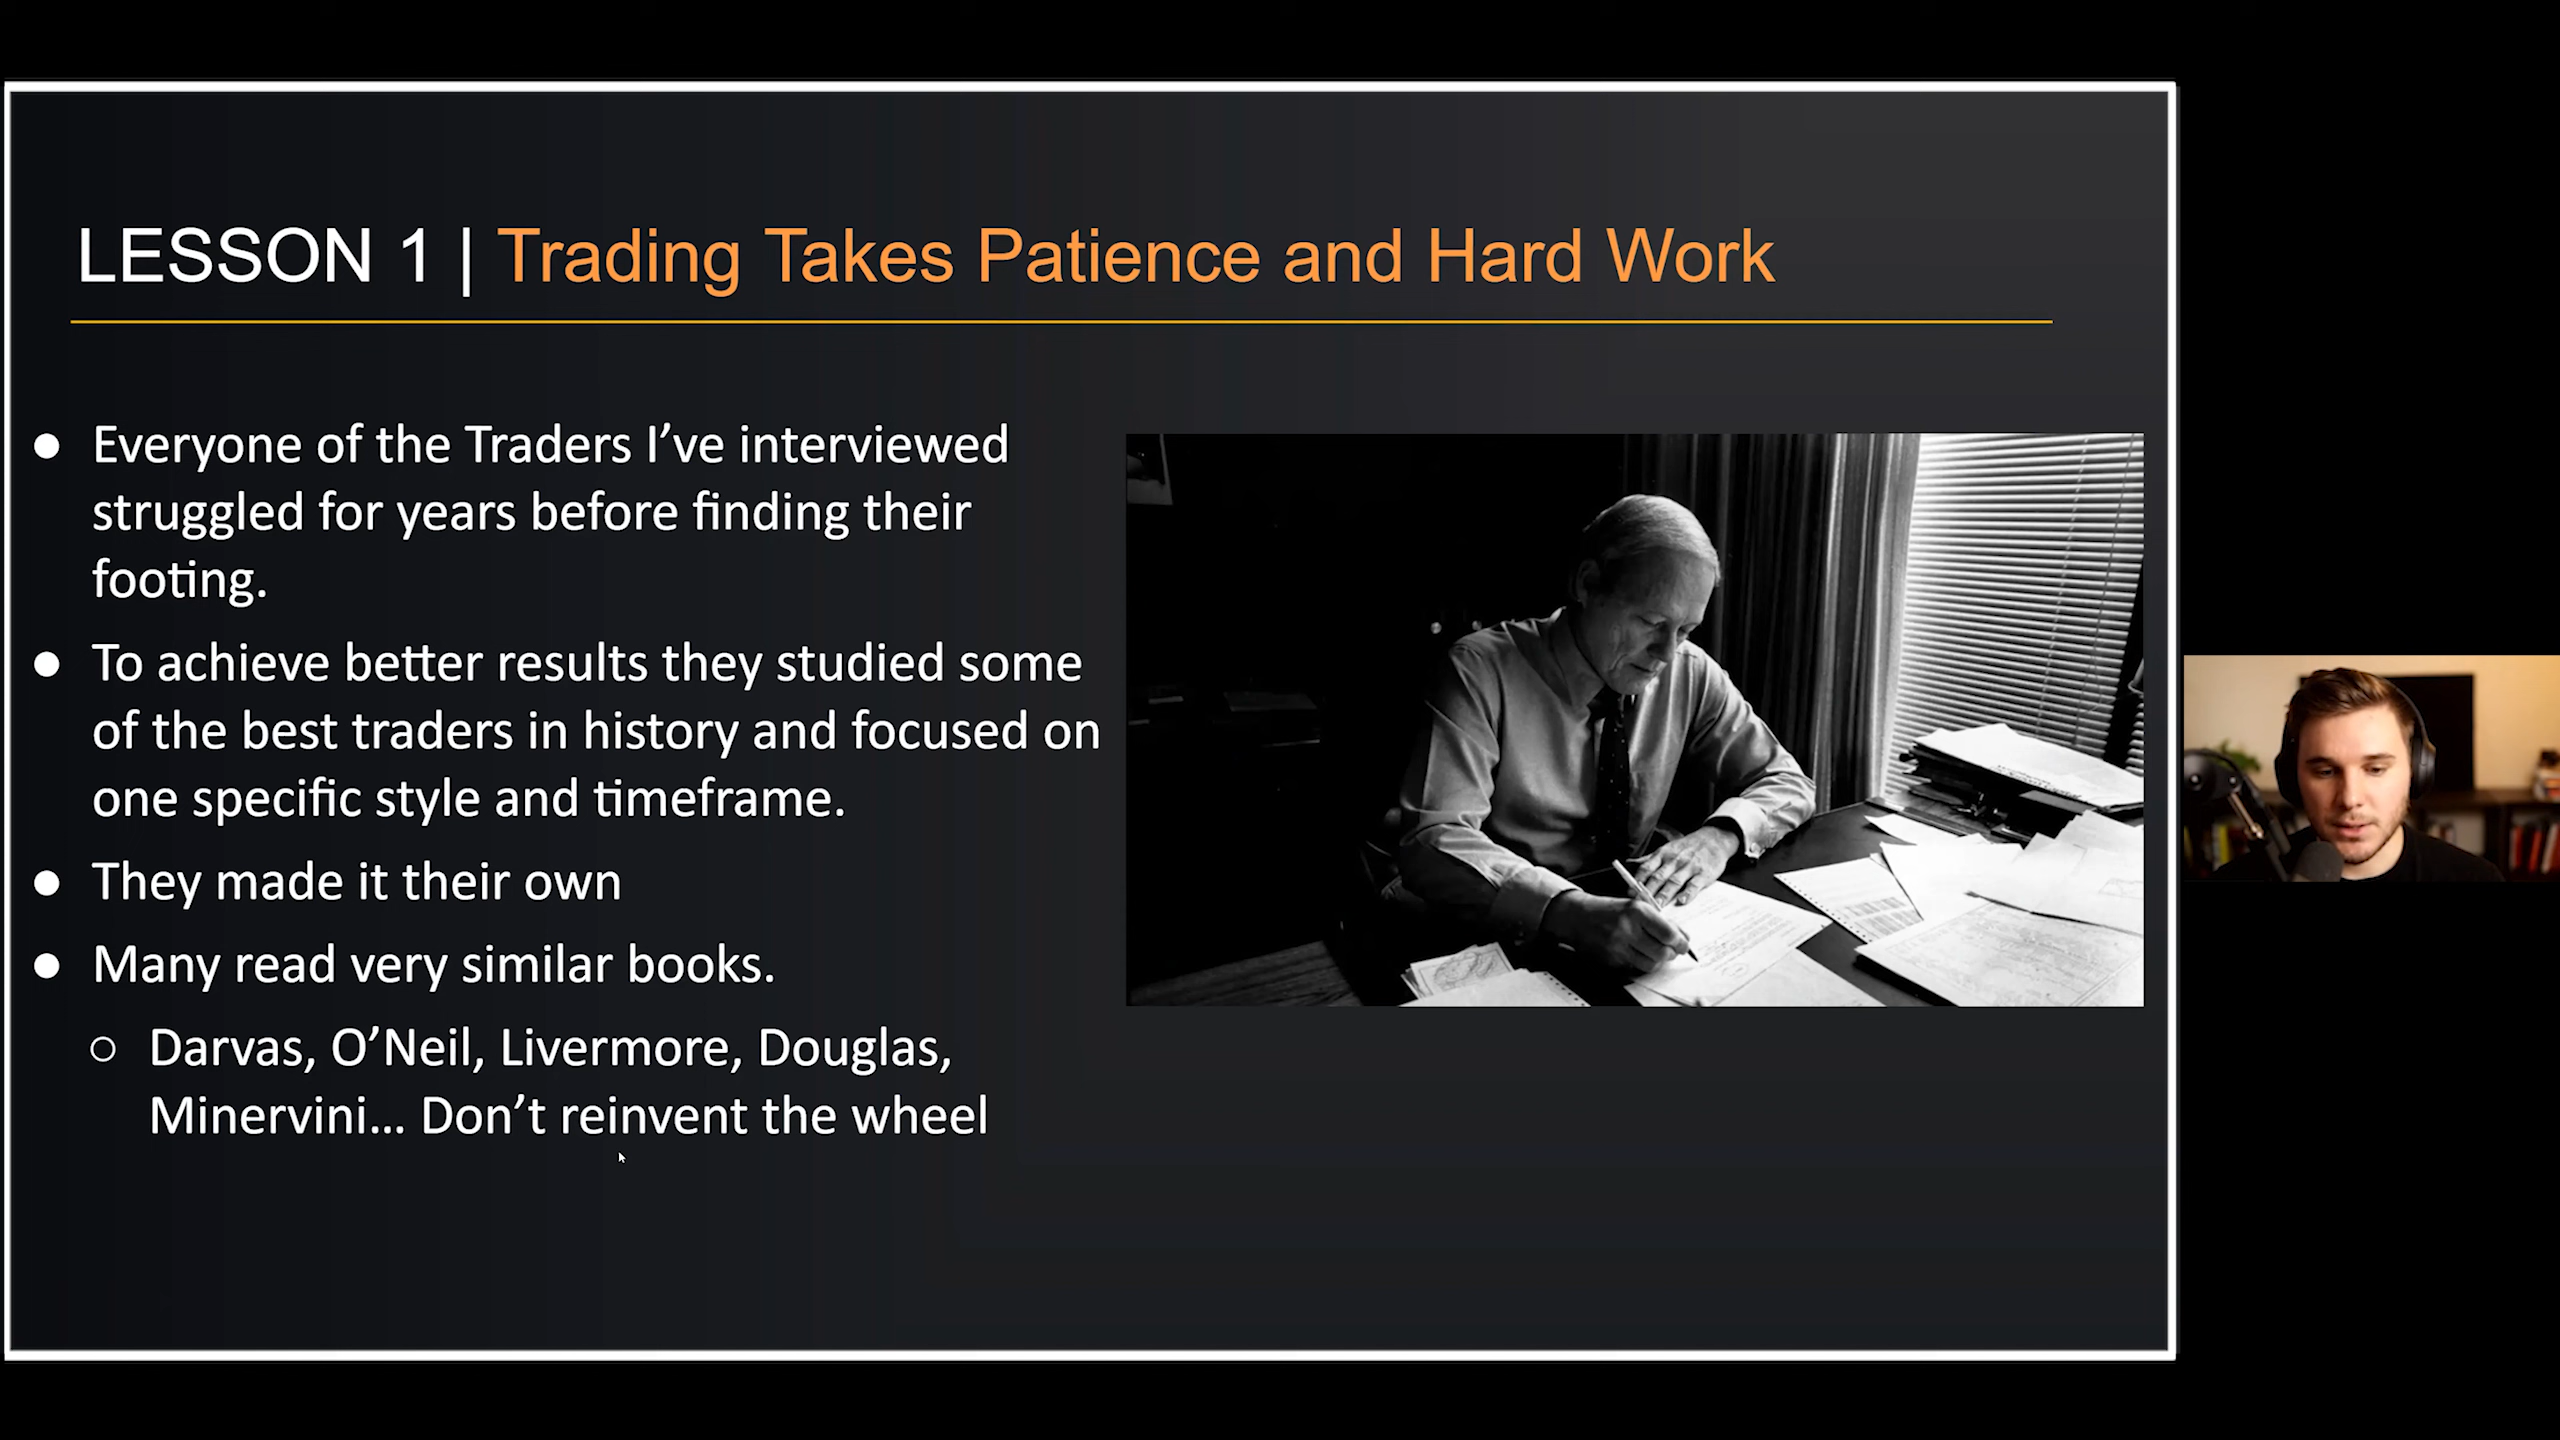 LESSON 1 | Trading Takes Patience and Hard Work
● Everyone of the Traders I’ve interviewed
struggled for years before finding their
footing.
● To achieve better results they studied some
of the best traders in history and focused on
one specific style and timeframe.
● They made it their own
● Many read very similar books.
○ Darvas, O’Neil, Livermore, Douglas,
Minervini... Don’t reinvent the wheel